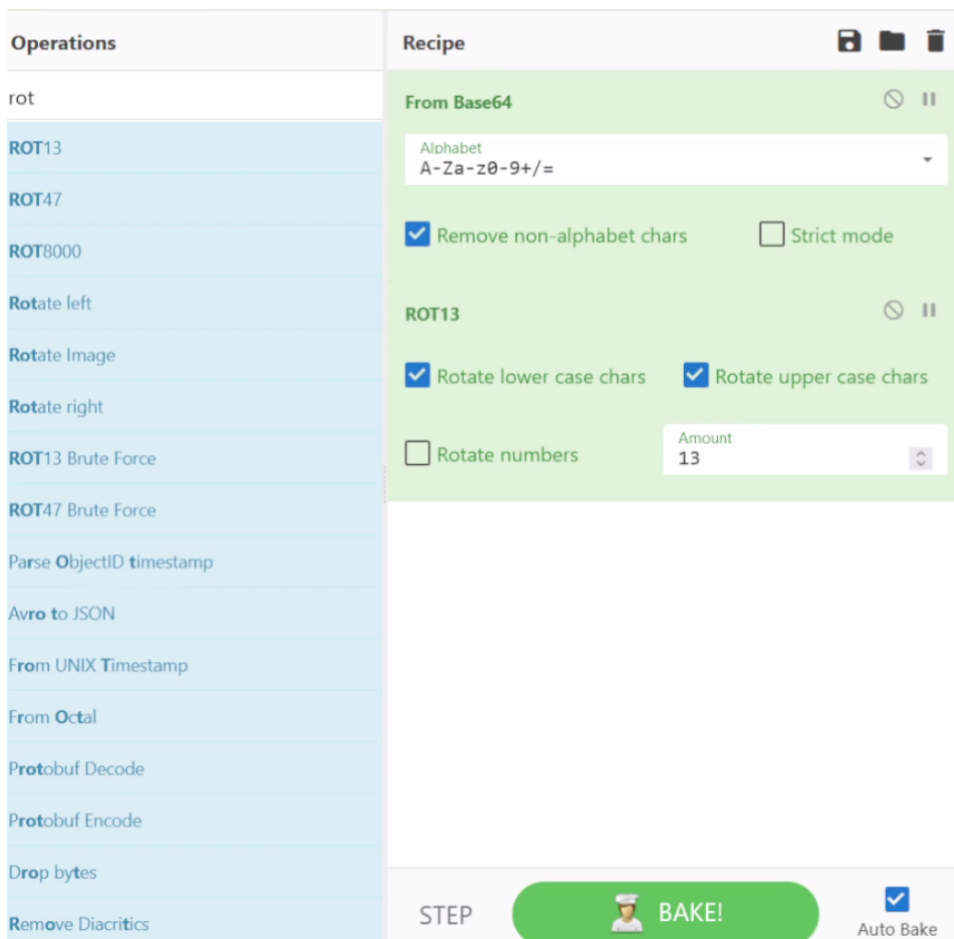 Operations
rot
ROT13
ROT47
ROT8000
Rotate left
Rotate Image
Rotate right
ROT13 Brute Force
ROT47 Brute Force
Parse ObjectID timestamp
Avro to JSON
From UNIX Timestamp
From Octal
Protobuf Decode
Protobuf Encode
Drop bytes
Remove Diacritics
Recipe
From Base64
Alphabet
A-Za-z0-9+/=
Remove non-alphabet chars Strict mode
ROT13
Rotate lower case chars Rotate upper case chars
Rotate numbers
Amount
13
STEP BAKE! Auto Bake